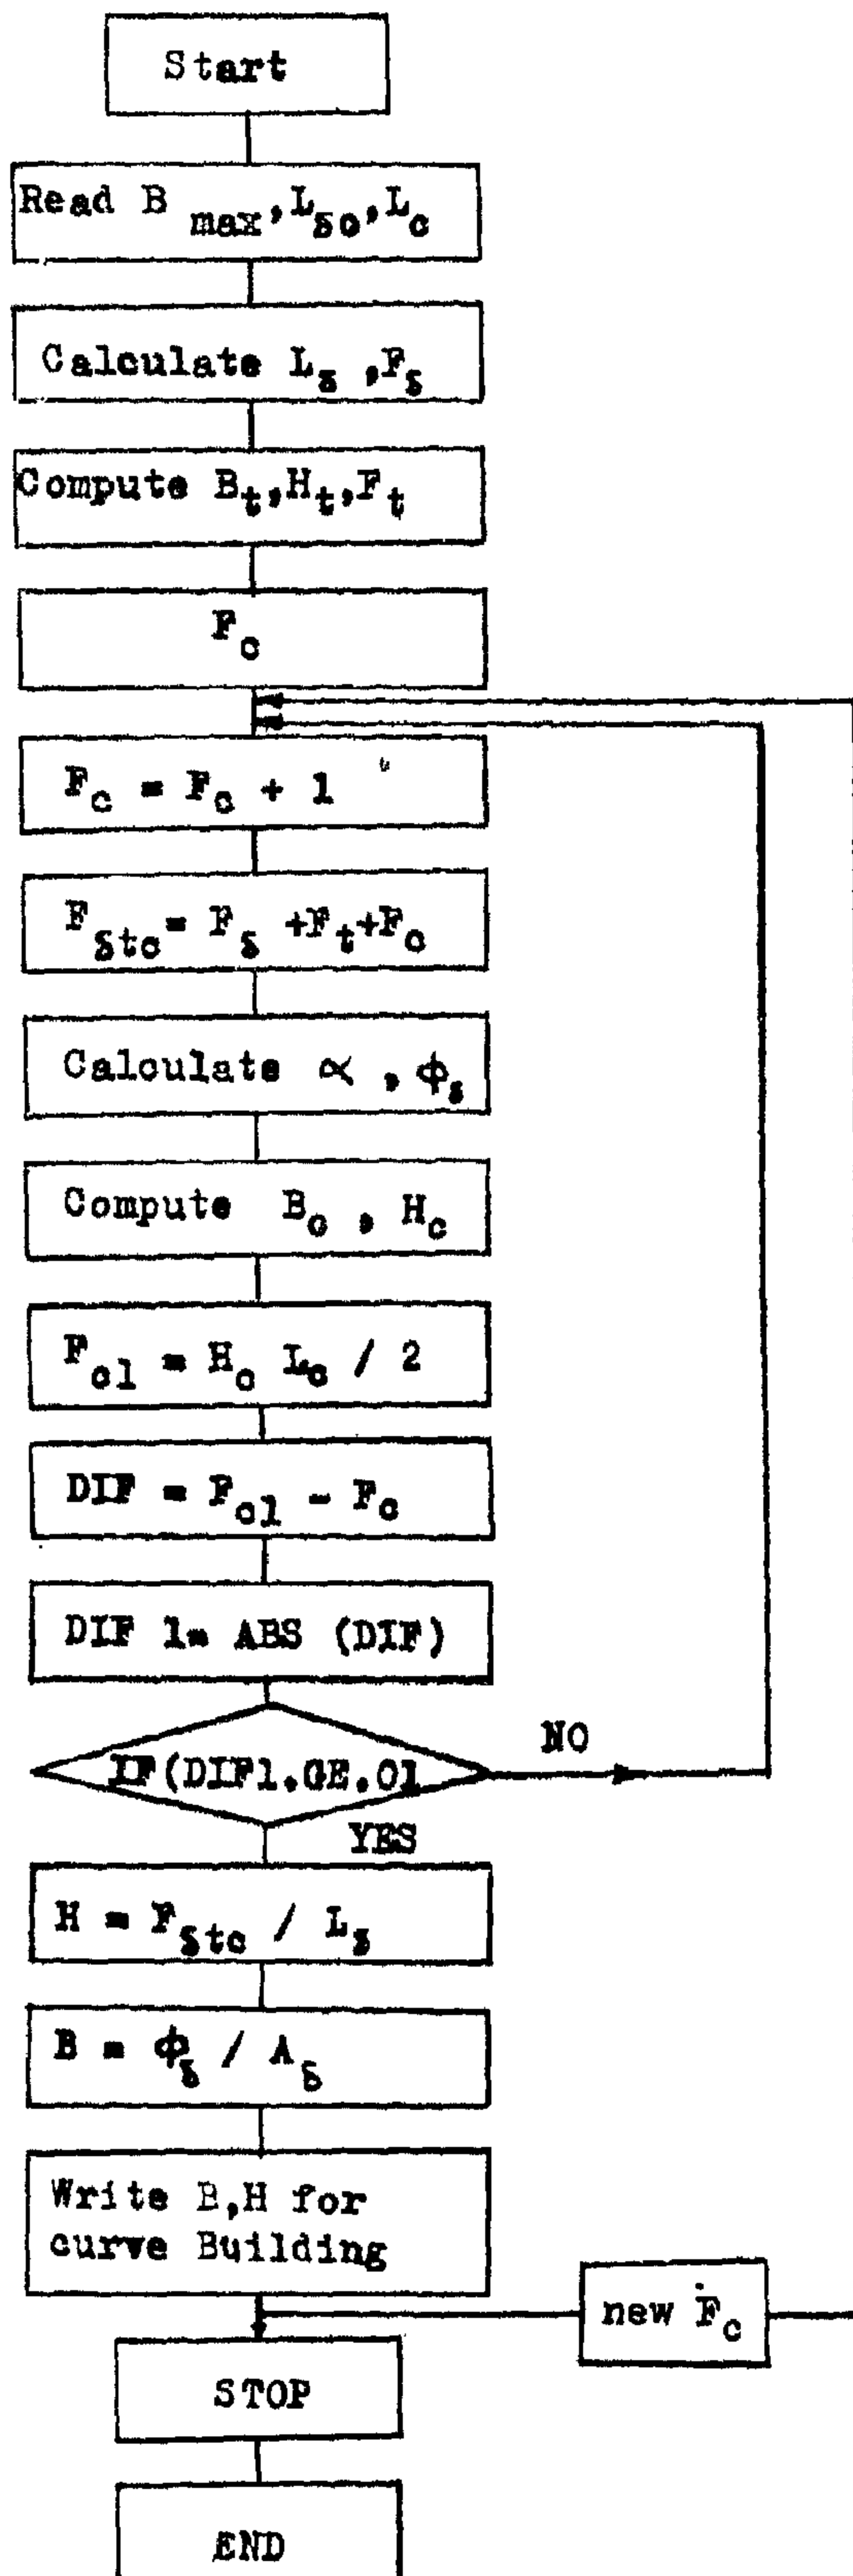 Start
Read B max, Lδc, Lc
Calculate Lδ, Fδ
Compute Bt, Ht, Ft
Fc
Fc = Fc + 1
Fδtc = Fδ + Ft + Fc
Calculate ∝, ϕδ
Compute Bc, Hc
Fc1 = Hc Lc / 2
DIF = Fc1 - Fc
DIF 1= ABS (DIF)
IF(DIF1.GE.01
NO
YES
H = Fδtc / Lδ
B = ϕδ / Aδ
Write B,H for
curve Building
new Fc
STOP
END